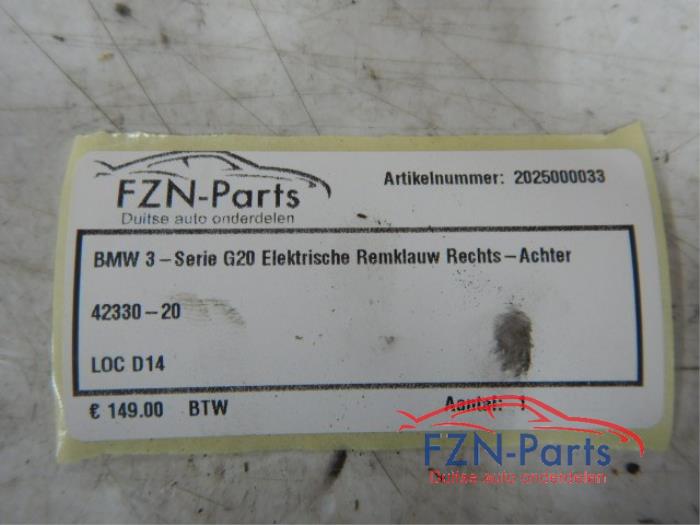 FZN-Parts
Duitse auto onderdelen
Artikelnummer: 2025000033
BMW 3-Serie G20 Elektrische Remklauw Rechts-Achter
42330-20
LOC D14
€ 149.00 BTW
Aantal: 1
FZN-Parts
Duitse auto onderdelen